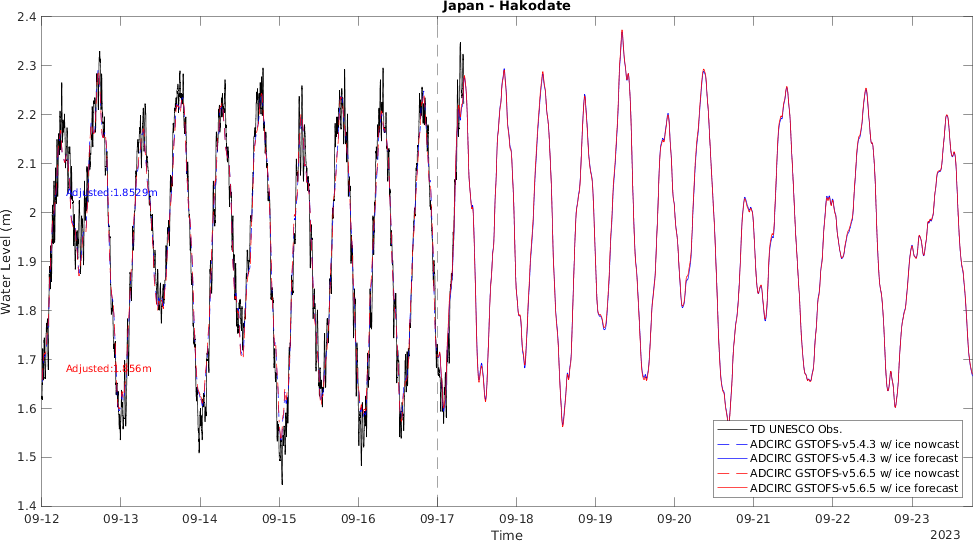 Japan - Hakodate
2.4
2.3
2.2
2.1
2
1.9
1.8
1.7
1.6
1.5
1.4
Water Level (m)
Adjusted:1.8529m
Adjusted:1.856m
TD UNESCO Obs.
ADCIRC GSTOFS-v5.4.3 w/ ice nowcast
ADCIRC GSTOFS-v5.4.3 w/ ice forecast
ADCIRC GSTOFS-v5.6.5 w/ ice nowcast
ADCIRC GSTOFS-v5.6.5 w/ ice forecast
09-12 09-13 09-14 09-15 09-16 09-17 09-18 09-19 09-20 09-21 09-22 09-23
Time
2023